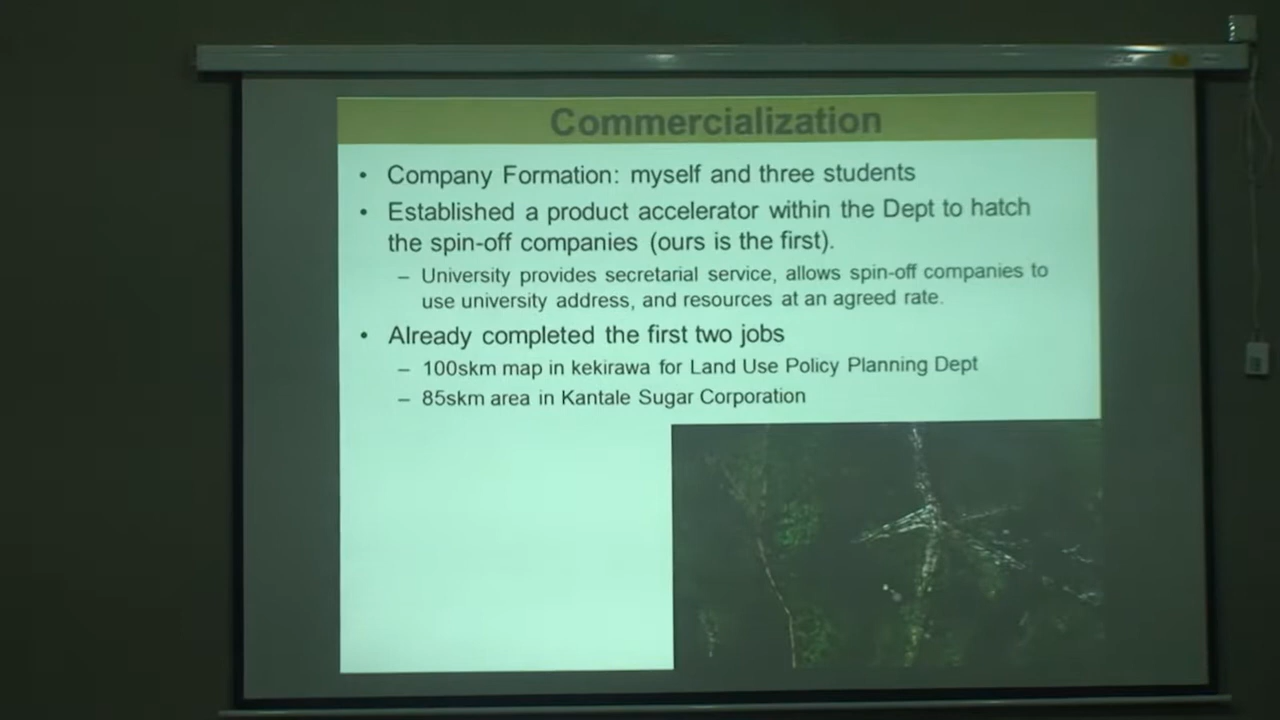 Commercialization
• Company Formation: myself and three students
• Established a product accelerator within the Dept to hatch
the spin-off companies (ours is the first).
– University provides secretarial service, allows spin-off companies to
use university address, and resources at an agreed rate.
• Already completed the first two jobs
– 100skm map in kekirawa for Land Use Policy Planning Dept
– 85skm area in Kantale Sugar Corporation